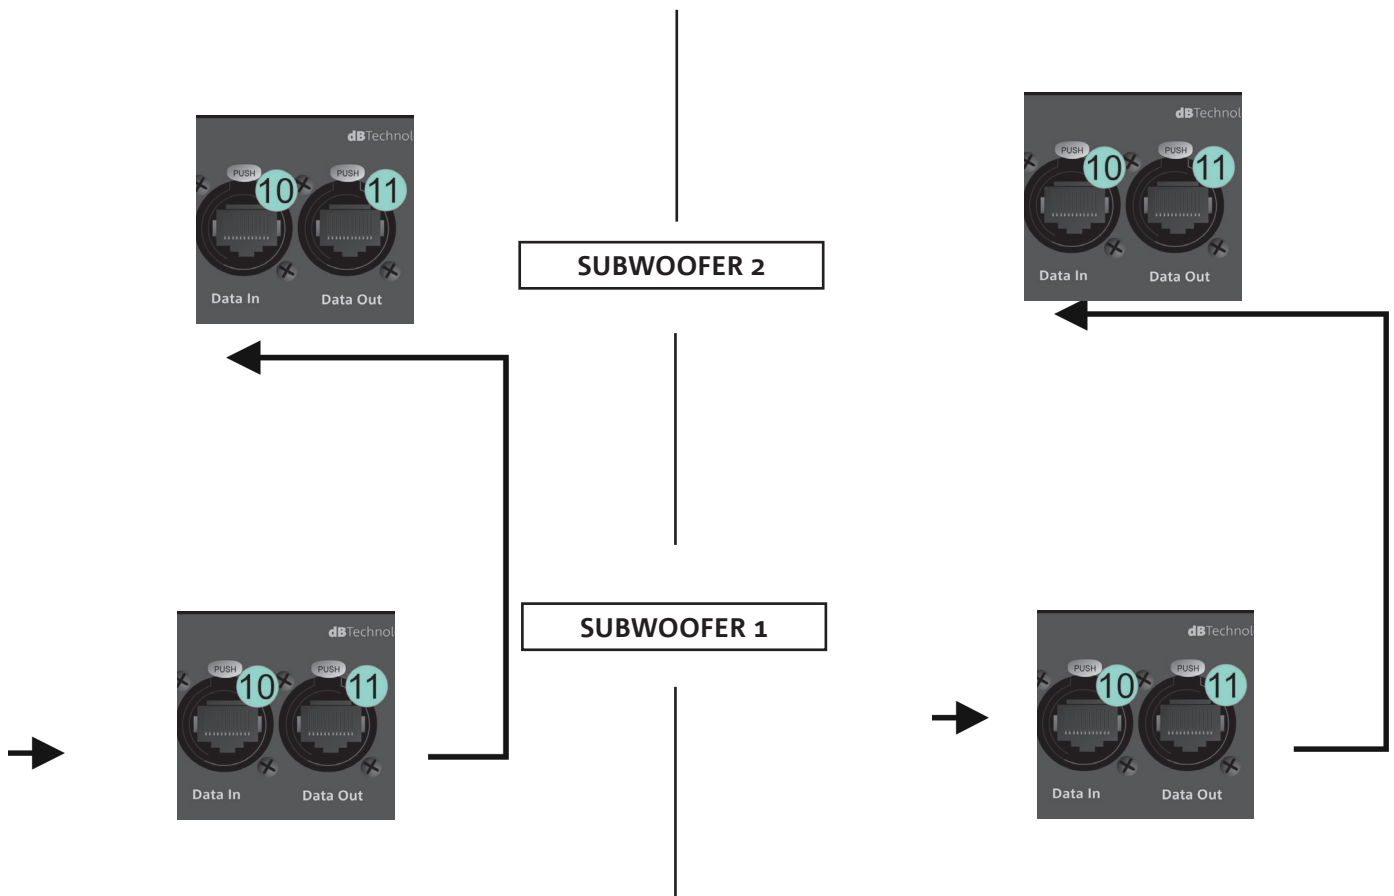 dBTechnol
PUSH PUSH
10 11
Data In Data Out
dBTechnol
PUSH PUSH
10 11
Data In Data Out
SUBWOOFER 2
SUBWOOFER 1
dBTechnol
PUSH PUSH
10 11
Data In Data Out
dBTechnol
PUSH PUSH
10 11
Data In Data Out